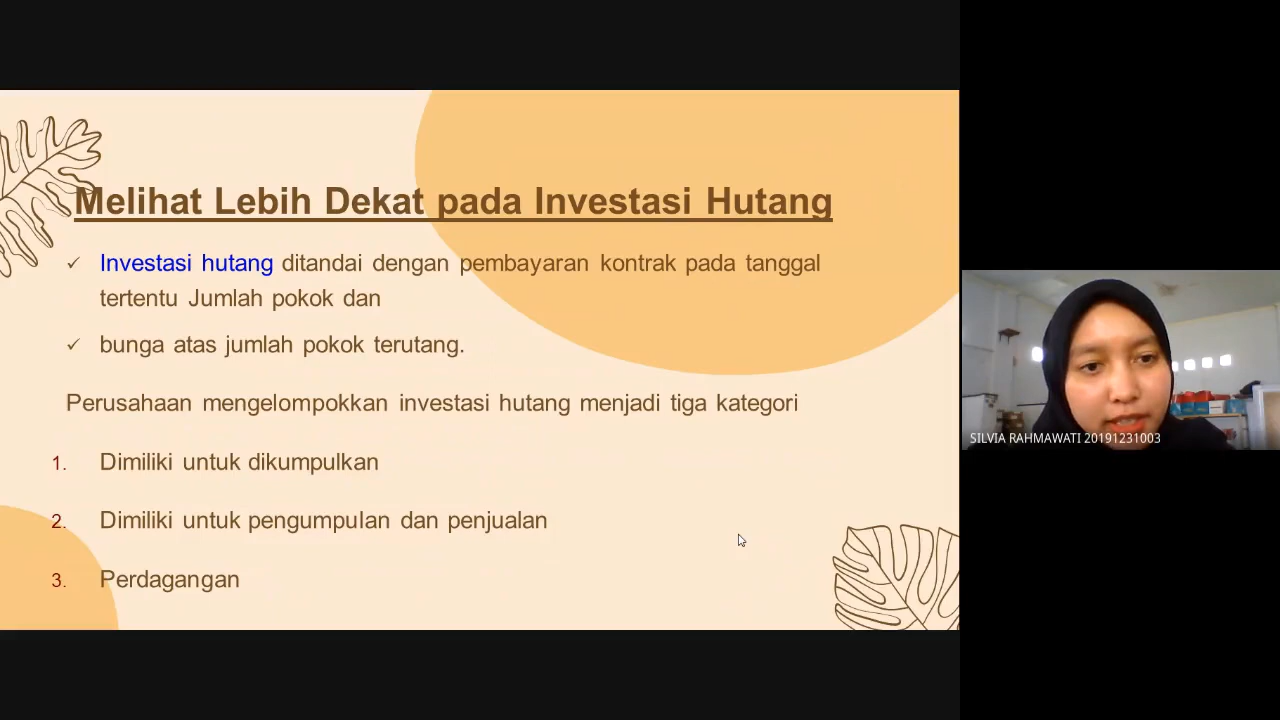 Melihat Lebih Dekat pada Investasi Hutang
Investasi hutang ditandai dengan pembayaran kontrak pada tanggal
tertentu Jumlah pokok dan
bunga atas jumlah pokok terutang.
Perusahaan mengelompokkan investasi hutang menjadi tiga kategori
1. Dimiliki untuk dikumpulkan
2. Dimiliki untuk pengumpulan dan penjualan
3. Perdagangan
SILVIA RAHMAWATI 20191231003